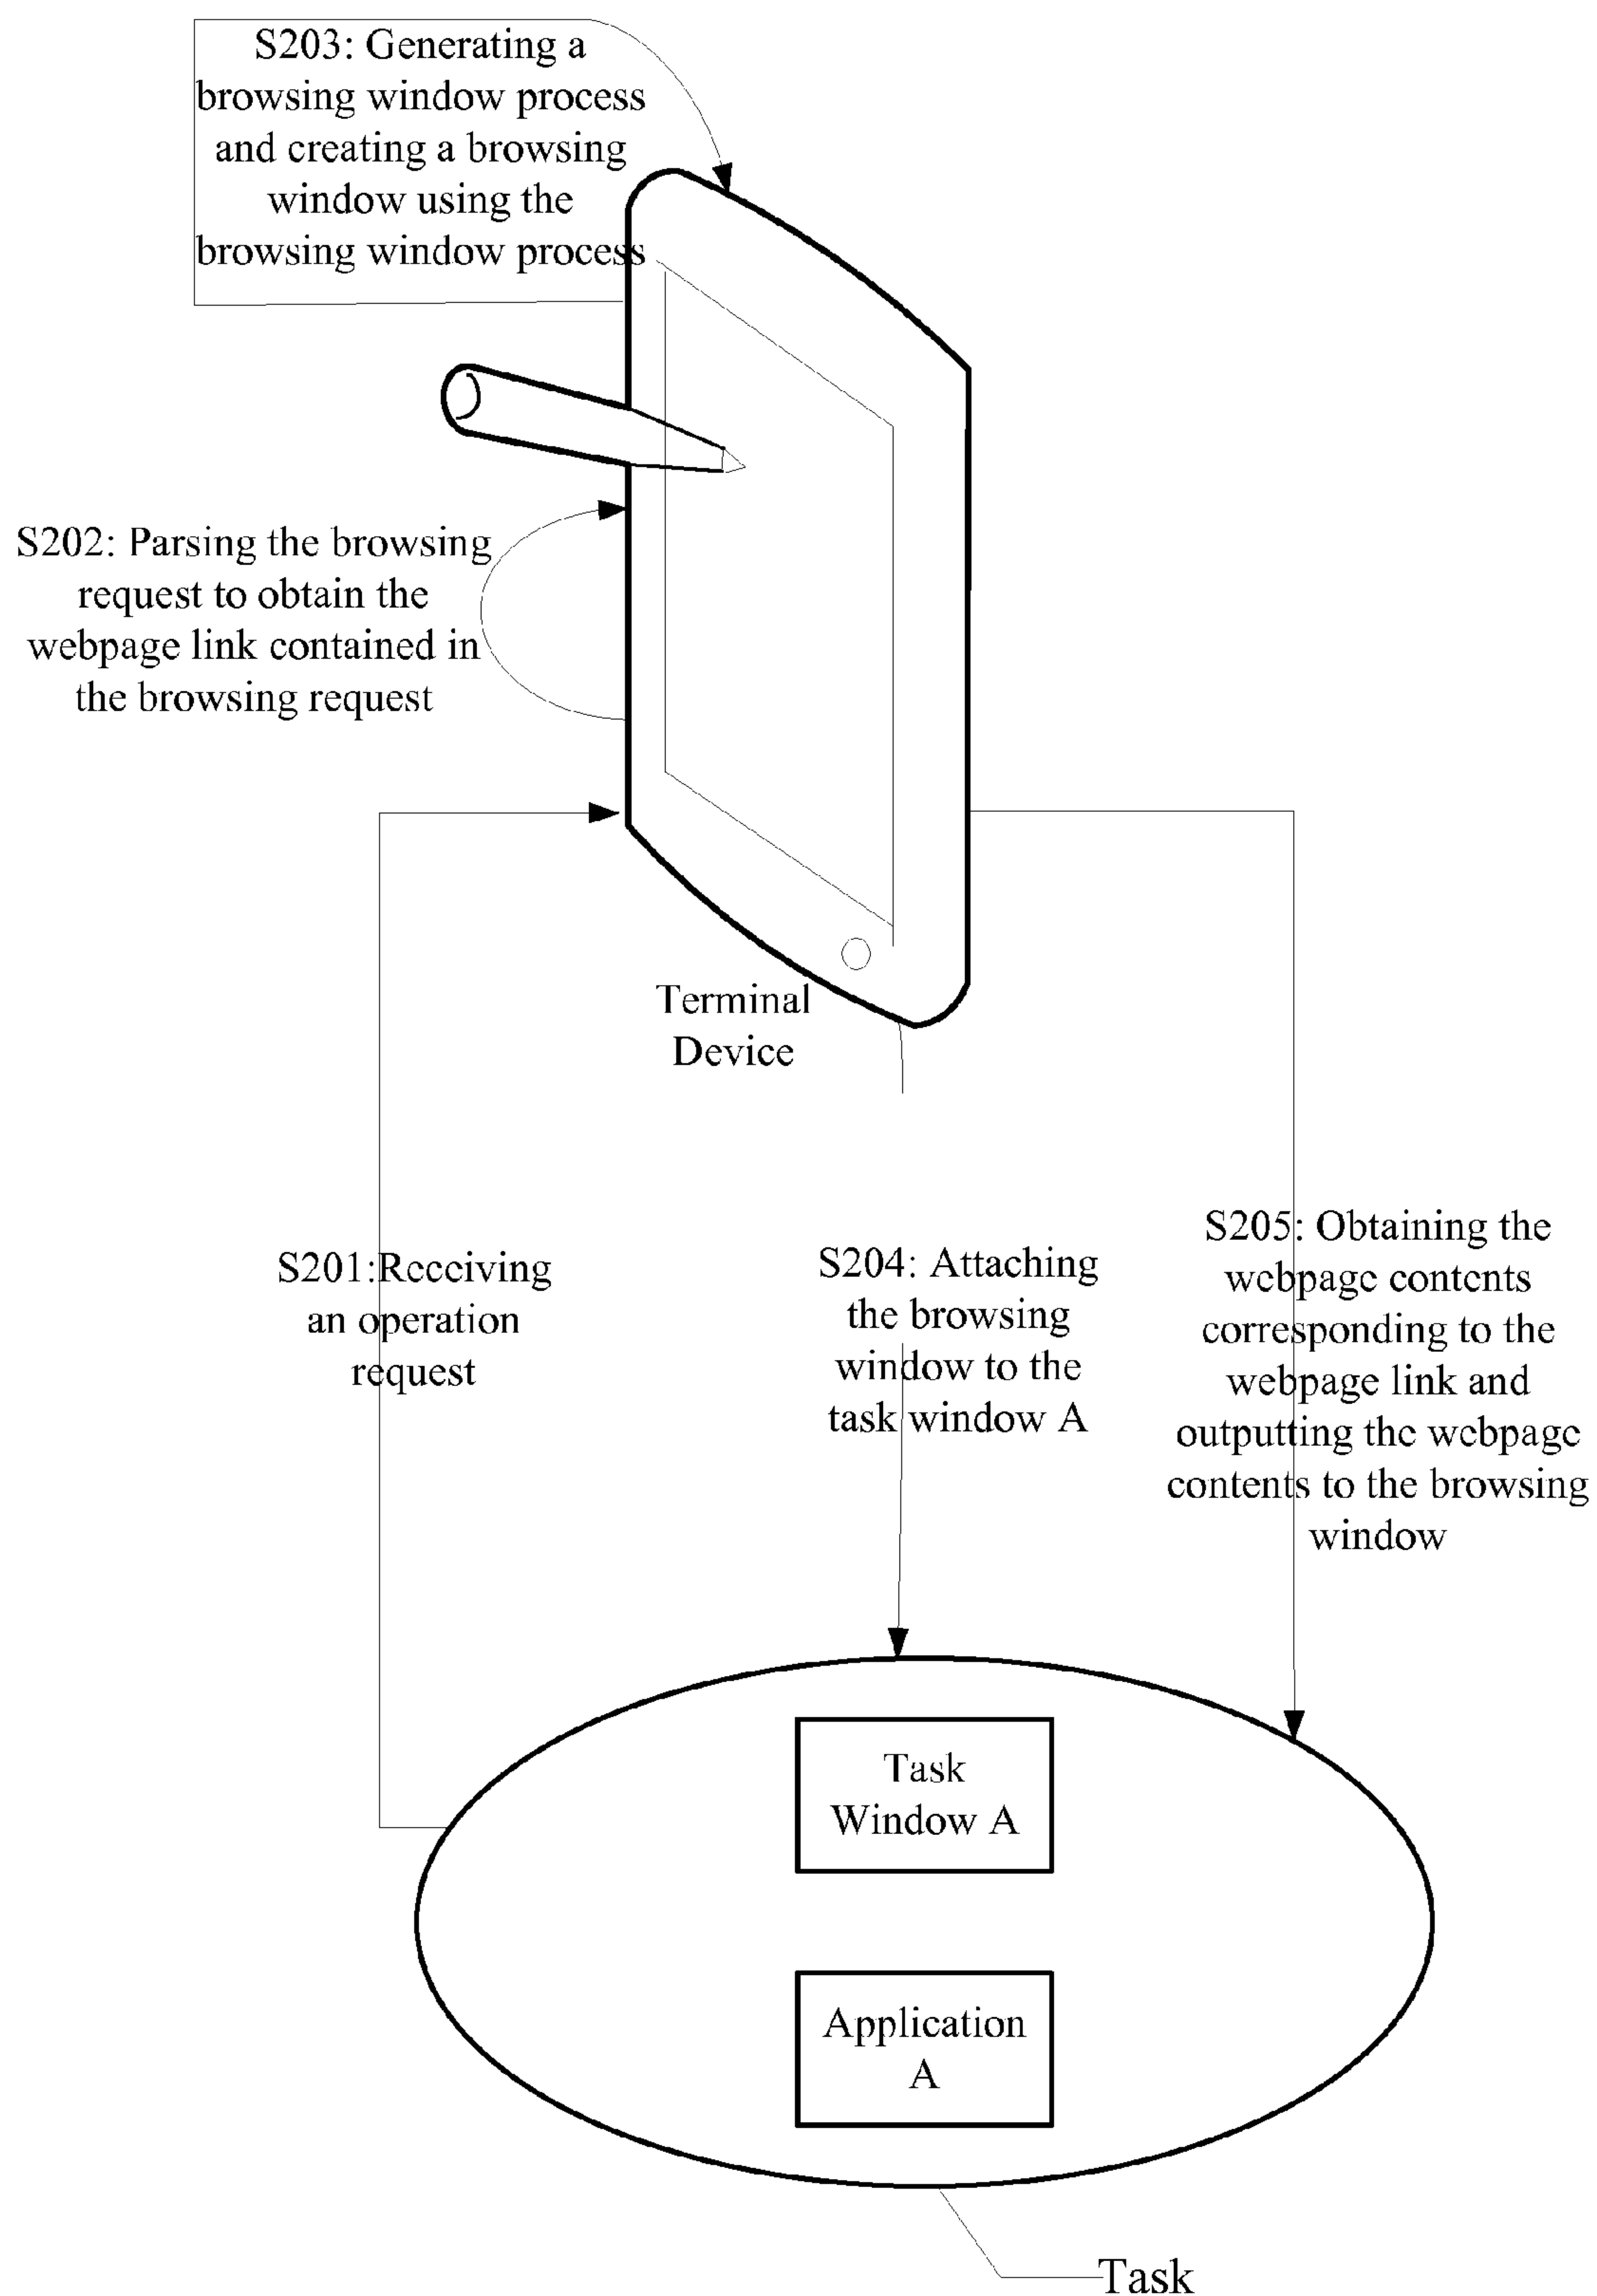 S203: Generating a
browsing window process
and creating a browsing
window using the
browsing window process
S202: Parsing the browsing
request to obtain the
webpage link contained in
the browsing request
Terminal
Device
S201:Receiving
an operation
request
S204: Attaching
the browsing
window to the
task window A
S205: Obtaining the
webpage contents
corresponding to the
webpage link and
outputting the webpage
contents to the browsing
window
Task
Window A
Application
A
Task